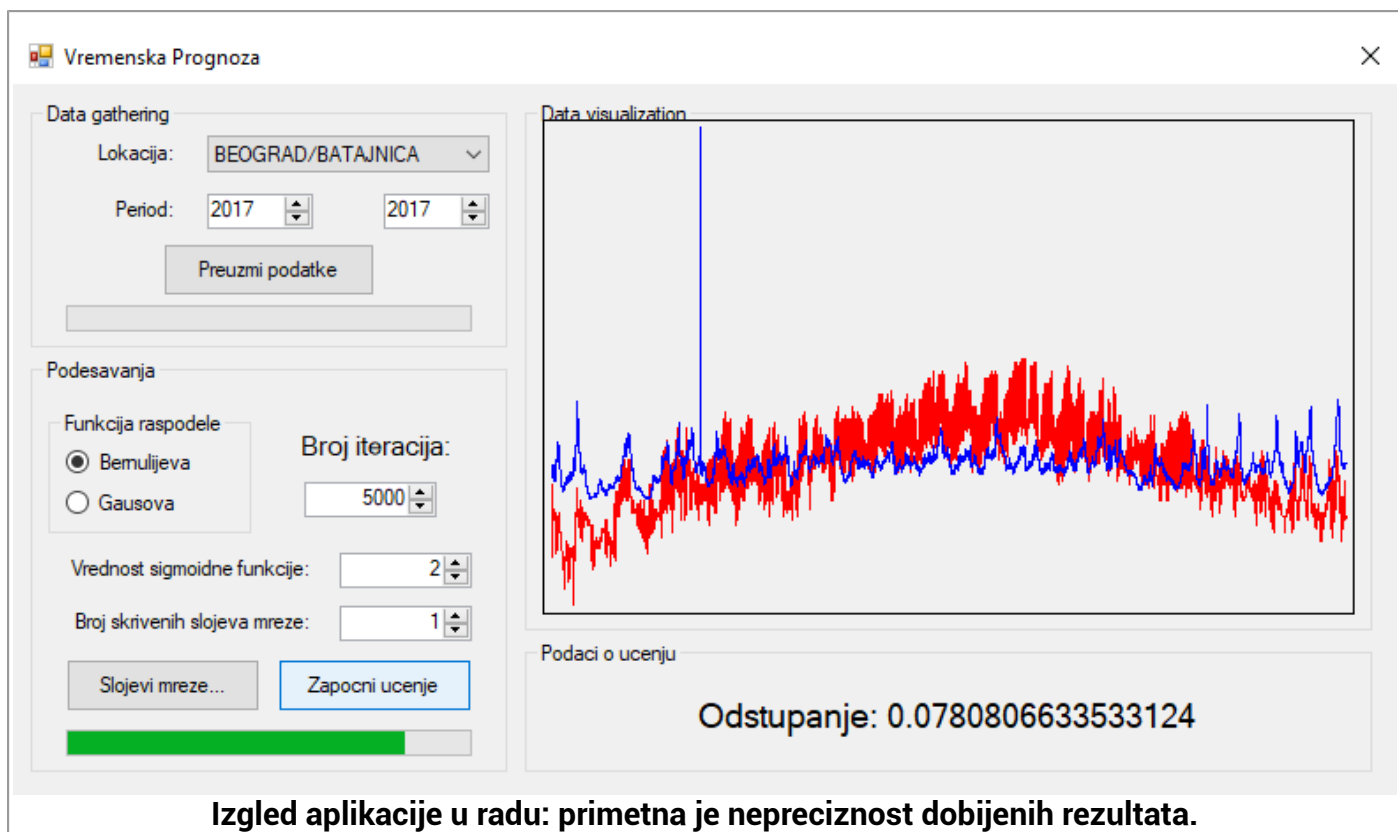 Vremenska Prognoza
Data gathering
Lokacija: BEOGRAD/BATAJNICA
Period: 2017 2017
Preuzmi podatke
Podesavanja
Funkcija raspodele
Bernulijeva
Gausova
Broj iteracija:
5000
Vrednost sigmoidne funkcije: 2
Broj skrivenih slojeva mreze: 1
Slojevi mreze... Zapocni ucenje
Data visualization
Podaci o ucenju
Odstupanje: 0.0780806633533124
Izgled aplikacije u radu: primetna je nepreciznost dobijenih rezultata.